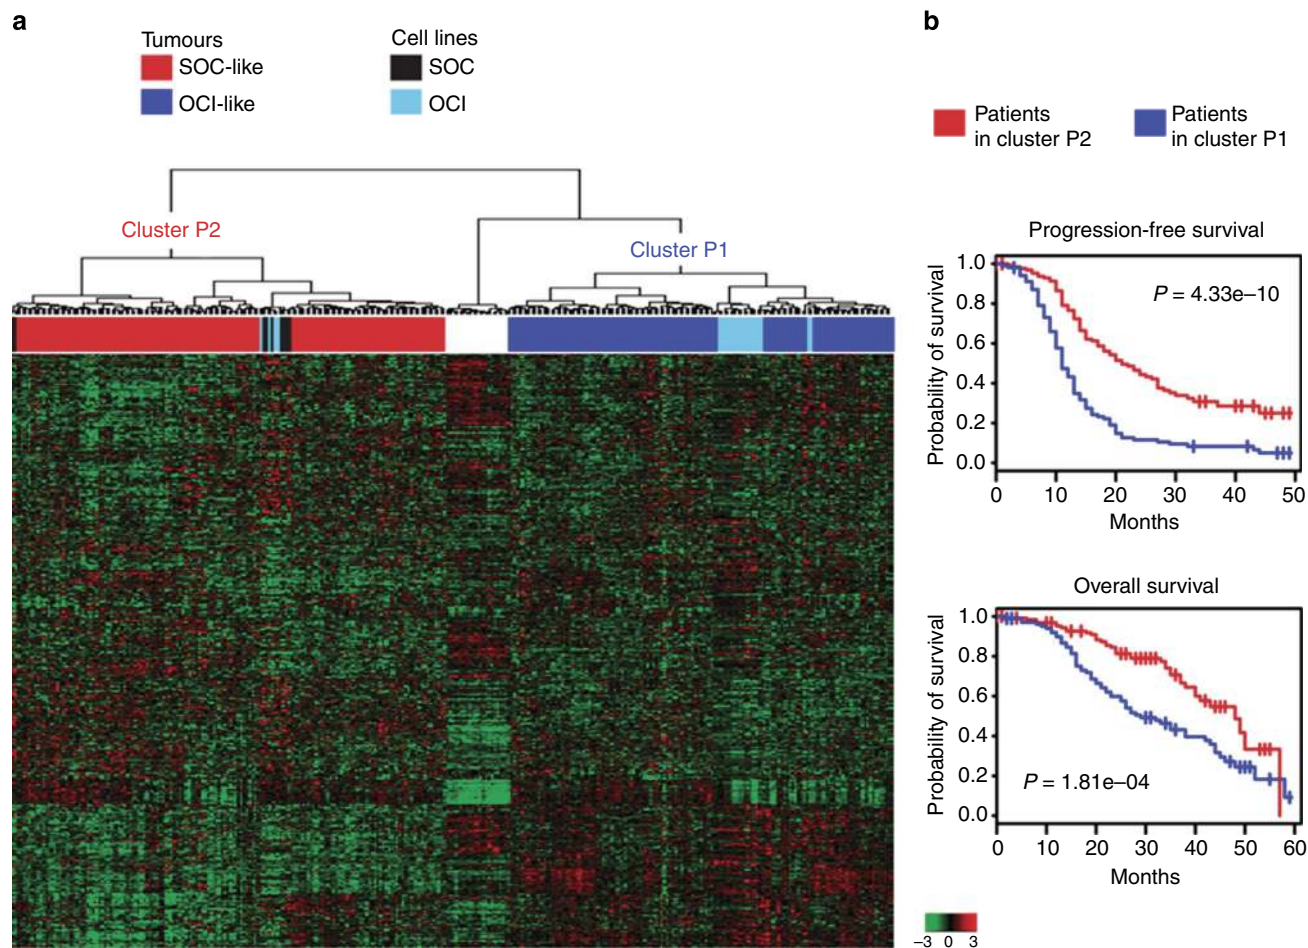 a
Tumours
SOC-like
OCI-like
Cell lines
SOC
OCI
Cluster P2
Cluster P1
–3 0 3
b
Patients
in cluster P2
Patients
in cluster P1
Progression-free survival
Probability of survival
1.0
0.8
0.6
0.4
0.2
0.0
P = 4.33e–10
0 10 20 30 40 50
Months
Overall survival
Probability of survival
1.0
0.8
0.6
0.4
0.2
0.0
P = 1.81e–04
0 10 20 30 40 50 60
Months